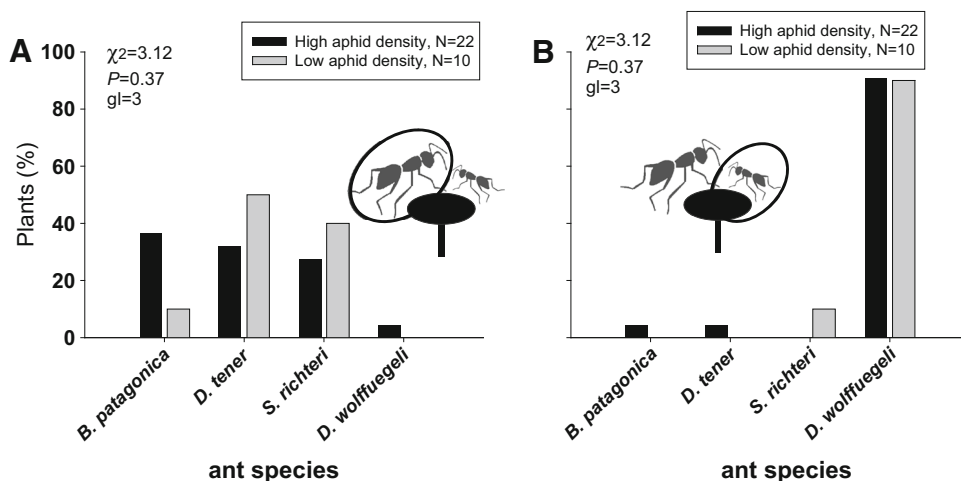 A
χ2=3.12
P=0.37
gl=3
High aphid density, N=22
Low aphid density, N=10
Plants (%)
100
80
60
40
20
0
B. patagonica
D. tener
S. richteri
D. wolffuegeli
ant species
B
χ2=3.12
P=0.37
gl=3
High aphid density, N=22
Low aphid density, N=10
B. patagonica
D. tener
S. richteri
D. wolffuegeli
ant species